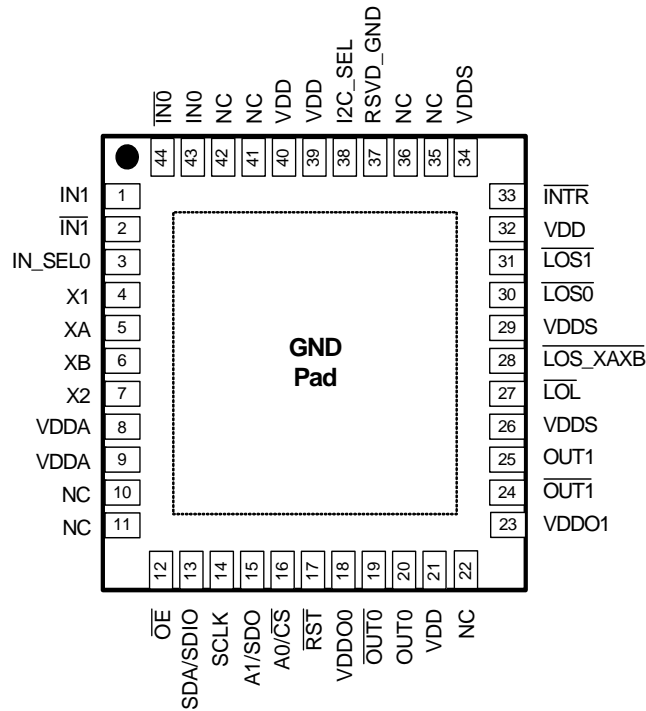 IN0
IN0
NC
NC
VDD
VDD
I2C_SEL
RSVD_GND
NC
NC
VDDS
44
43
42
41
40
39
38
37
36
35
34
IN1 1
IN1 2
IN_SEL0 3
X1 4
XA 5
XB 6
X2 7
VDDA 8
VDDA 9
NC 10
NC 11
GND
Pad
33 INTR
32 VDD
31 LOS1
30 LOS0
29 VDDS
28 LOS_XAXB
27 LOL
26 VDDS
25 OUT1
24 OUT1
23 VDDO1
12
13
14
15
16
17
18
19
20
21
22
OE
SDA/SDIO
SCLK
A1/SDO
A0/CS
RST
VDDO0
OUT0
OUT0
VDD
NC